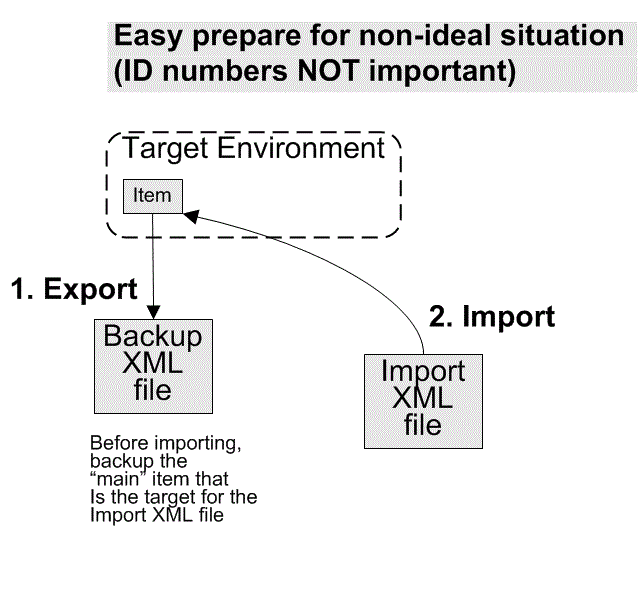 Easy prepare for non-ideal situation
(ID numbers NOT important)
Target Environment
Item
1. Export
2. Import
Backup
XML
file
Import
XML
file
Before importing,
backup the
“main” item that
Is the target for the
Import XML file